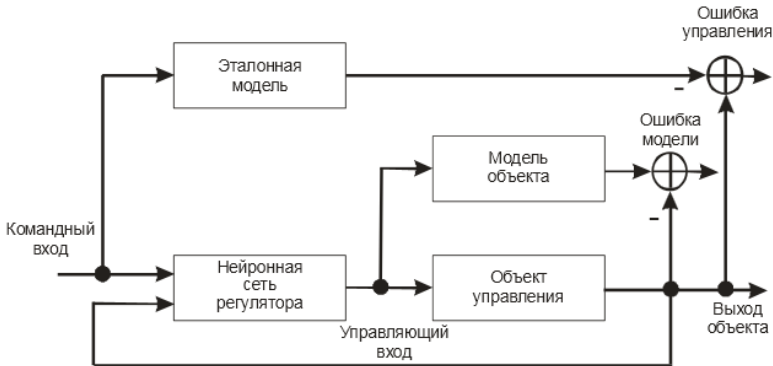 Ошибка
управления
Эталонная
модель
-
Ошибка
модели
Модель
объекта
-
Командный
вход
Нейронная
сеть
регулятора
Объект
управления
Управляющий
вход
Выход
объекта